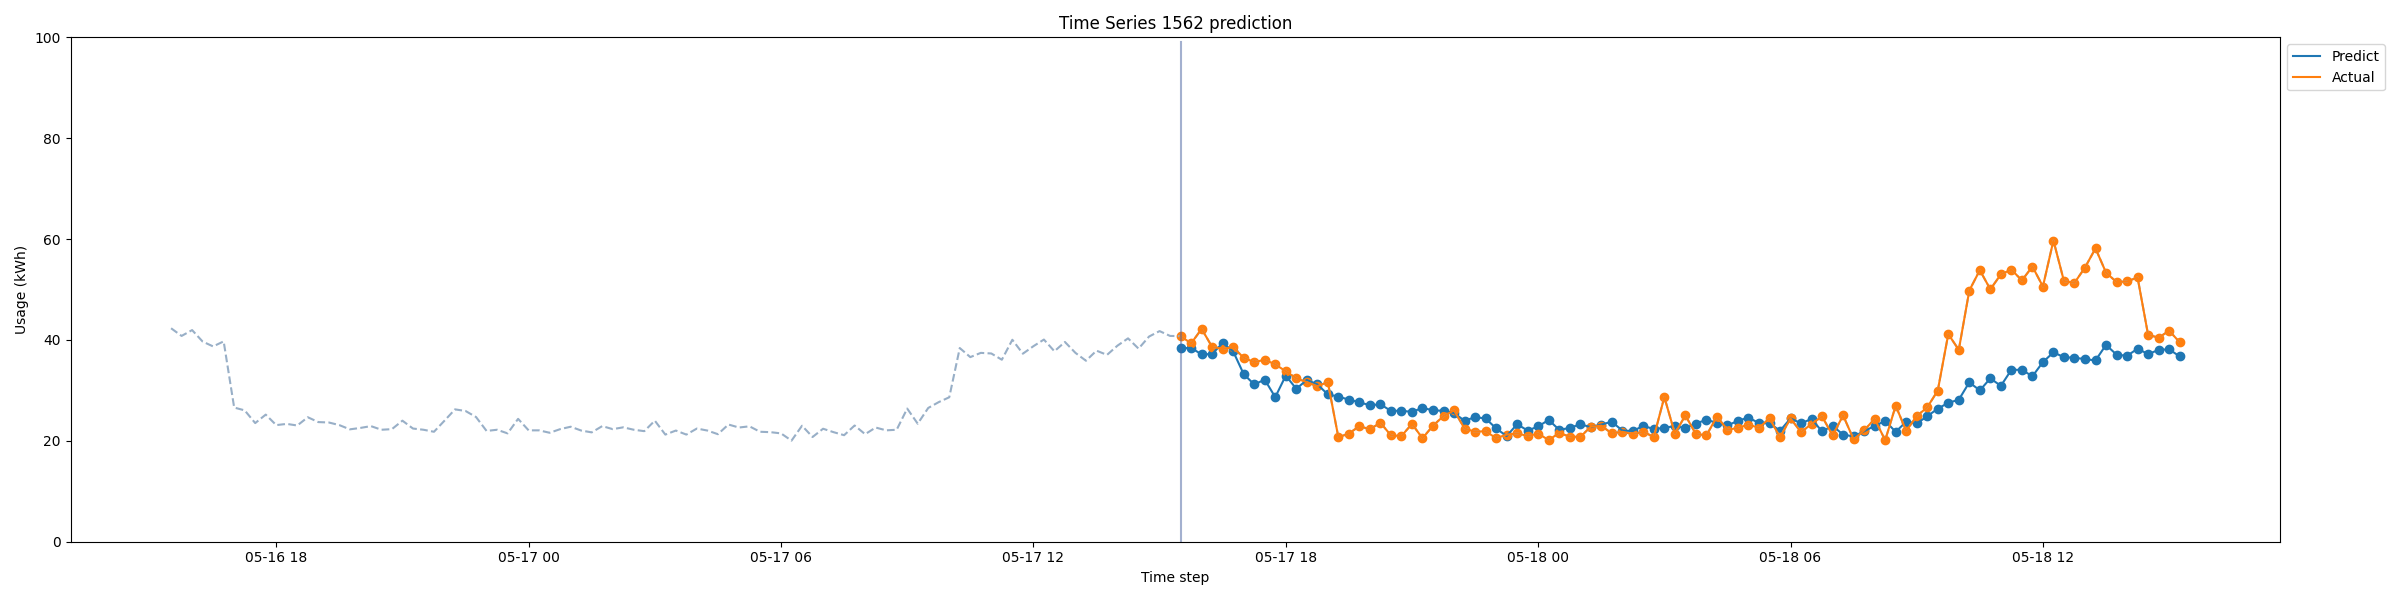 Time Series 1562 prediction
100
80
60
40
20
0
Usage (kWh)
05-16 18
05-17 00
05-17 06
05-17 12
05-17 18
05-18 00
05-18 06
05-18 12
Time step
Predict
Actual